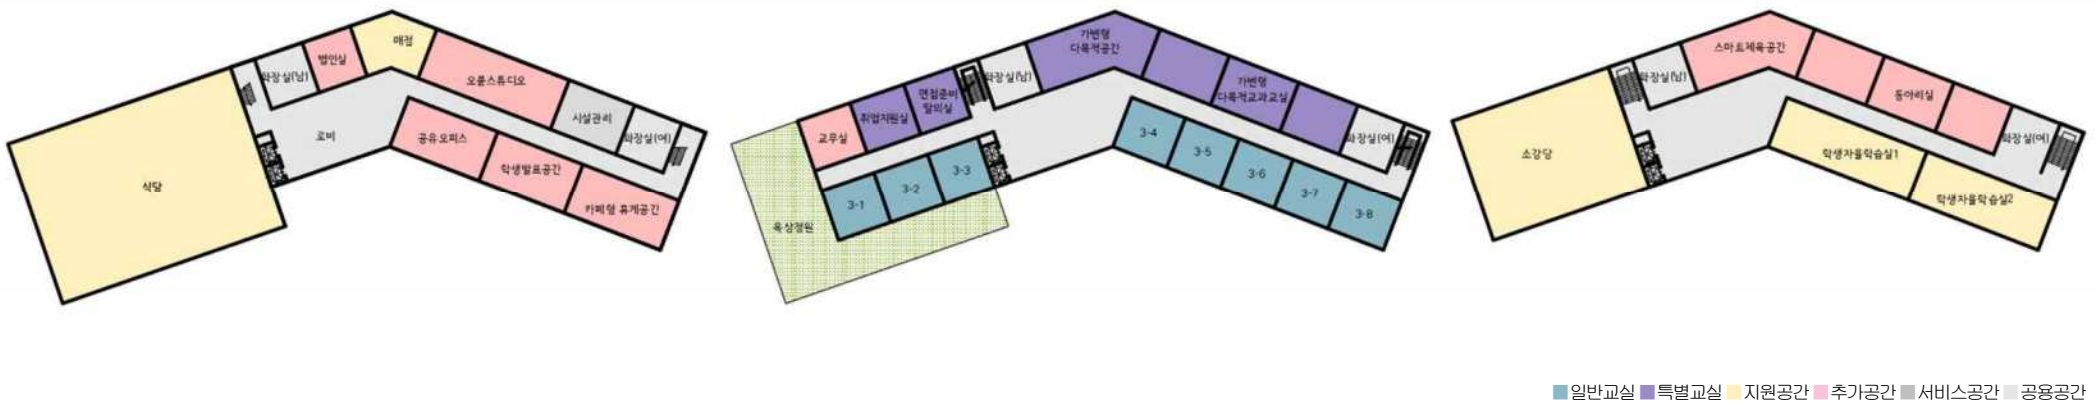 화장실(남)
법인실
매점
오픈스튜디오
시설관리
화장실(여)
로비
공유오피스
학생발표공간
카페형 휴게공간
식당
교무실
취업지원실
면접준비
탈의실
화장실(남)
가변형
다목적공간
가변형
다목적교과교실
화장실(여)
3-1
3-2
3-3
3-4
3-5
3-6
3-7
3-8
옥상정원
소강당
화장실(남)
스마트체육공간
동아리실
화장실(여)
학생자율학습실1
학생자율학습실2
일반교실 특별교실 지원공간 추가공간 서비스공간 공용공간